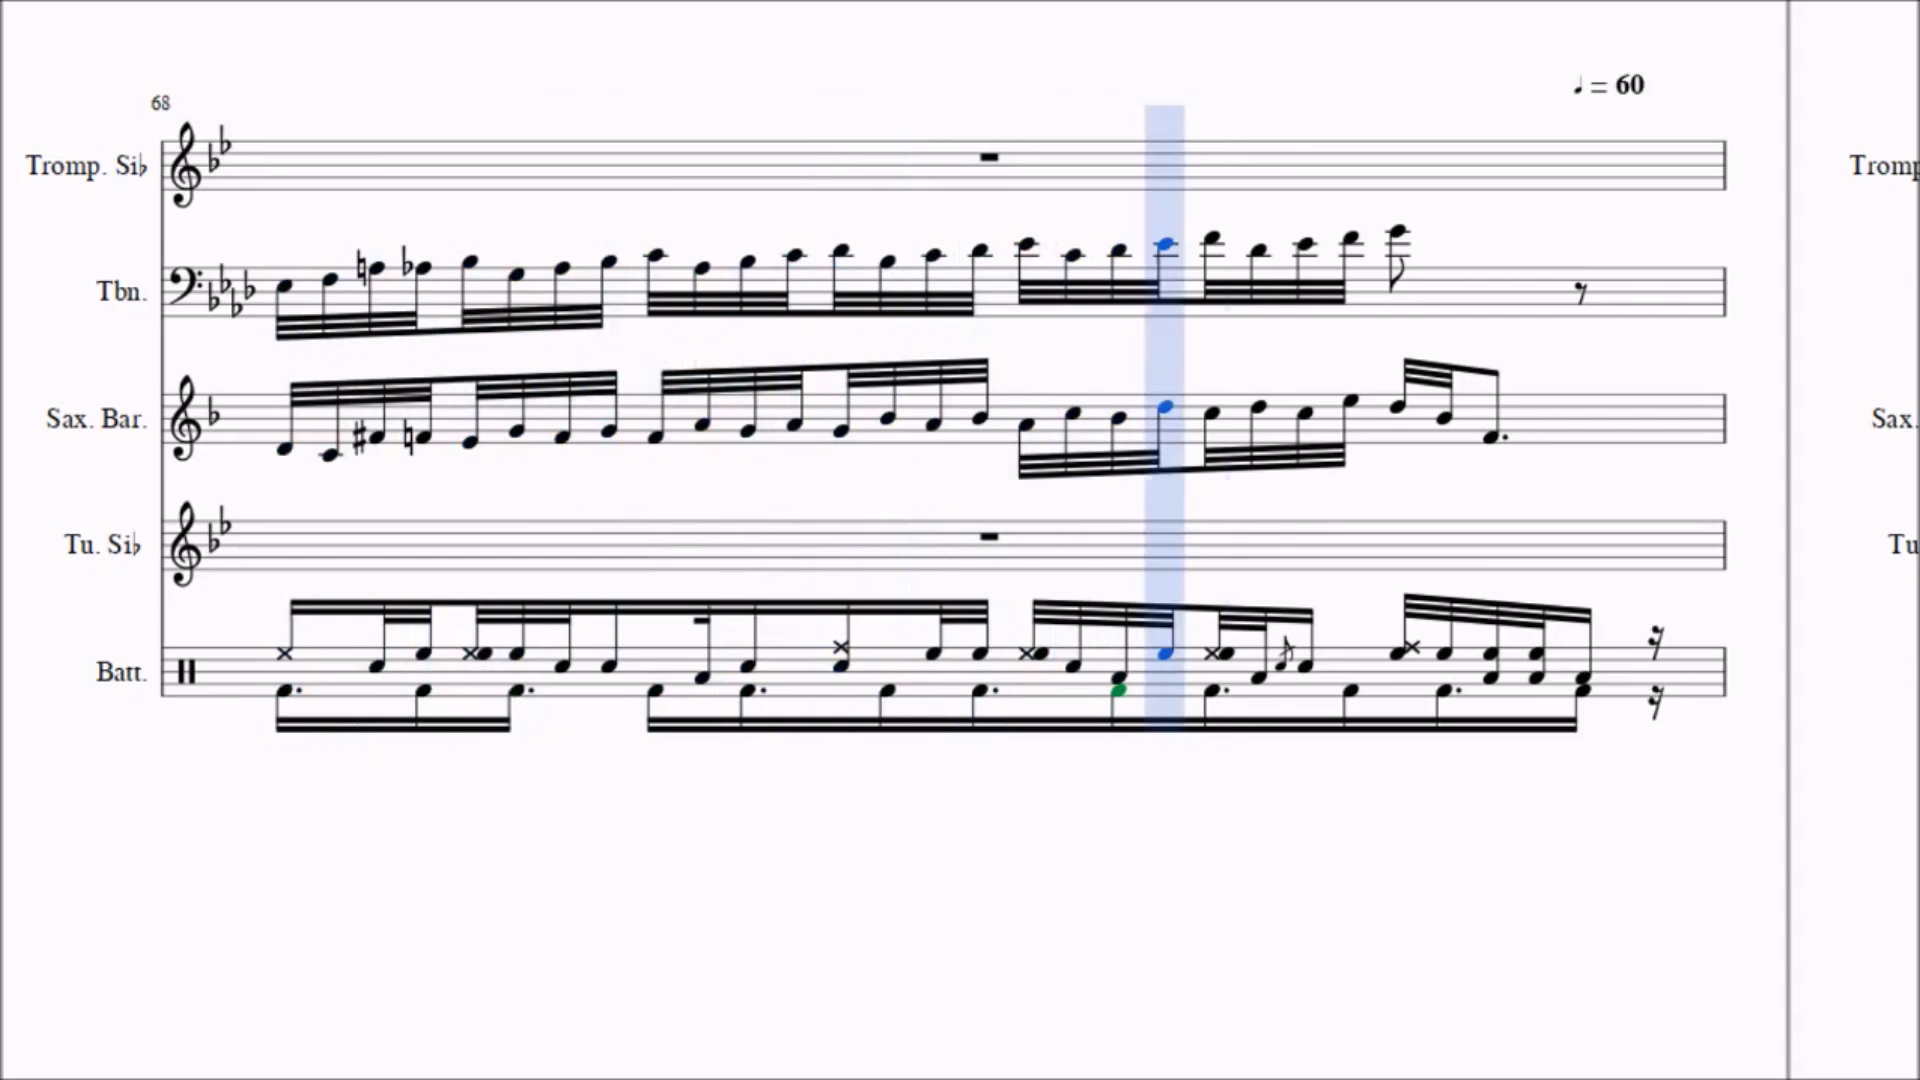 ♩ = 60
68
Tromp. Si♭
Tromp
Tbn.
Sax. Bar.
Sax.
Tu. Si♭
Tu
Batt.